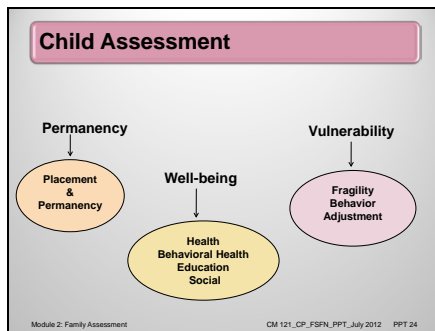 Child Assessment
Permanency
Placement
&
Permanency
Well-being
Health
Behavioral Health
Education
Social
Vulnerability
Fragility
Behavior
Adjustment
Module 2: Family Assessment
CM 121_CP_FSFN_PPT_July 2012 PPT 24